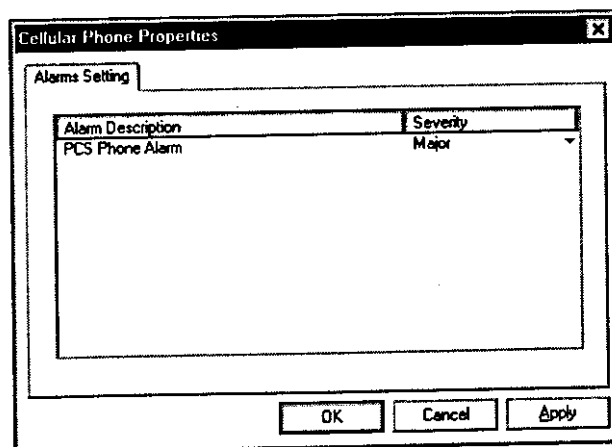 Cellular Phone Properties
Alarms Setting
Alarm Description Severity
PCS Phone Alarm Major
OK Cancel Apply